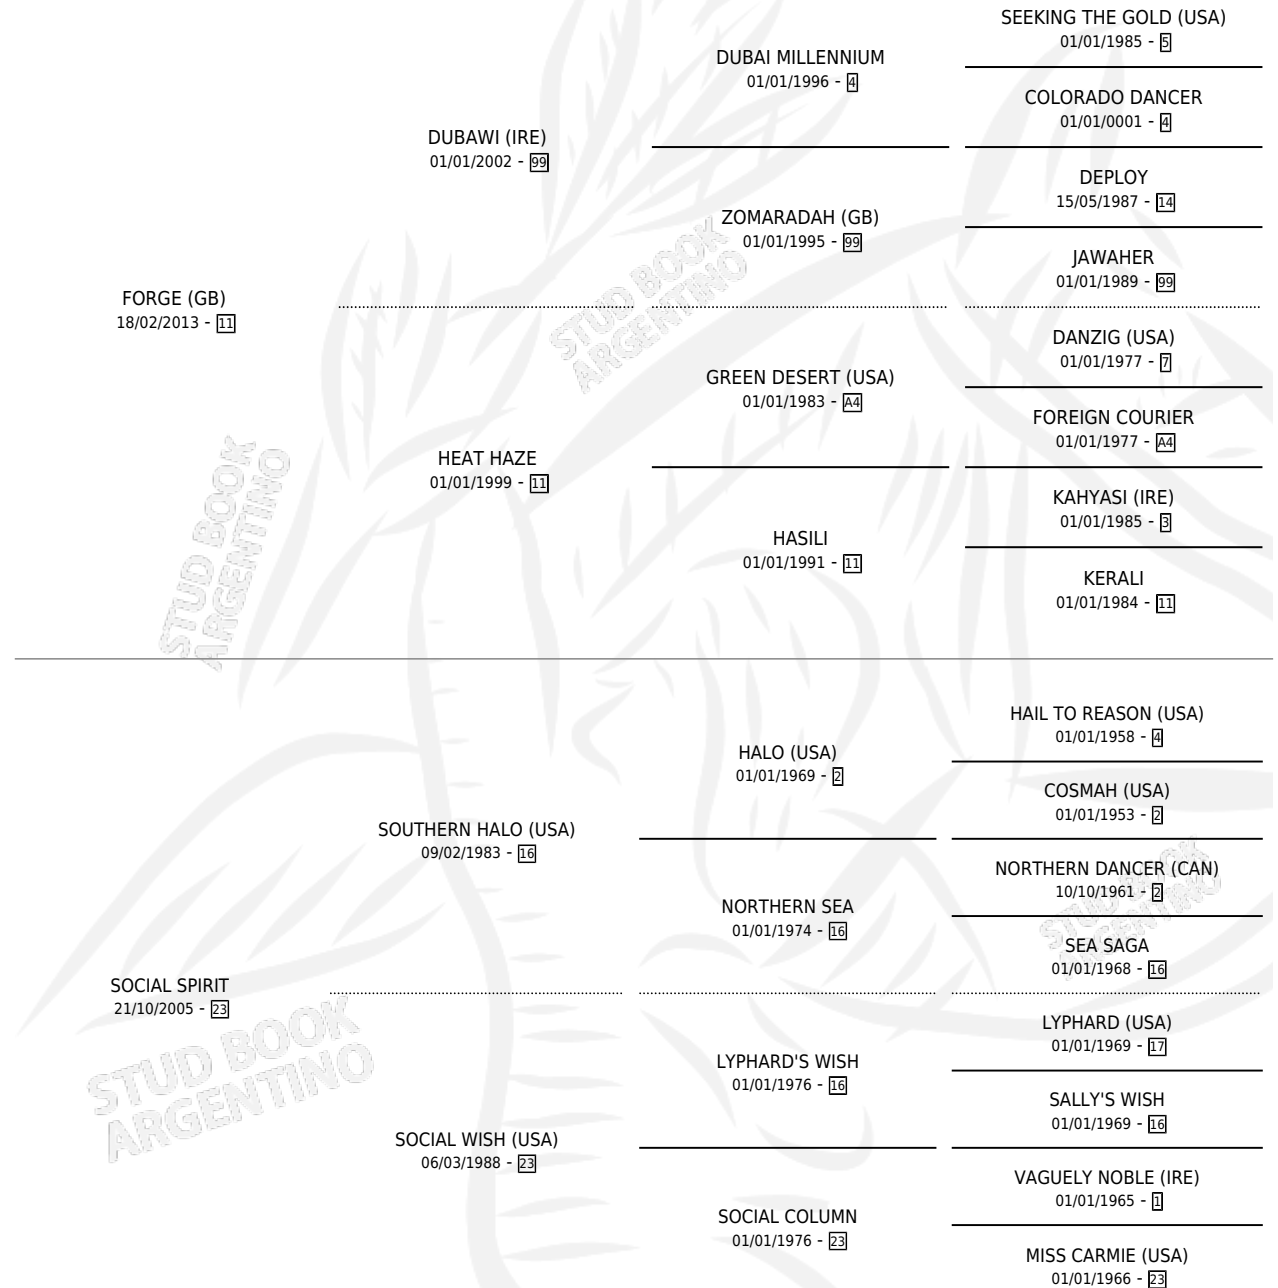 SEEKING THE GOLD (USA)
01/01/1985 - 5
DUBAI MILLENNIUM
01/01/1996 - 4
COLORADO DANCER
01/01/0001 - 4
DUBAWI (IRE)
01/01/2002 - 99
DEPLOY
15/05/1987 - 14
ZOMARADAH (GB)
01/01/1995 - 99
JAWAHER
01/01/1989 - 99
FORGE (GB)
18/02/2013 - 11
STUD BOOK
ARGENTINO
DANZIG (USA)
01/01/1977 - 7
GREEN DESERT (USA)
01/01/1983 - A4
FOREIGN COURIER
01/01/1977 - A4
HEAT HAZE
01/01/1999 - 11
KAHYASI (IRE)
01/01/1985 - 3
HASILI
01/01/1991 - 11
KERALI
01/01/1984 - 11
STUD BOOK
ARGENTINO
HAIL TO REASON (USA)
01/01/1958 - 4
HALO (USA)
01/01/1969 - 2
COSMAH (USA)
01/01/1953 - 2
SOUTHERN HALO (USA)
09/02/1983 - 16
NORTHERN DANCER (CAN)
10/10/1961 - 2
STUD BOOK
ARGENTINO
NORTHERN SEA
01/01/1974 - 16
SEA SAGA
01/01/1968 - 16
SOCIAL SPIRIT
21/10/2005 - 23
STUD BOOK
ARGENTINO
LYPHARD (USA)
01/01/1969 - 17
LYPHARD'S WISH
01/01/1976 - 16
SALLY'S WISH
01/01/1969 - 16
SOCIAL WISH (USA)
06/03/1988 - 23
VAGUELY NOBLE (IRE)
01/01/1965 - 1
SOCIAL COLUMN
01/01/1976 - 23
MISS CARMIE (USA)
01/01/1966 - 23